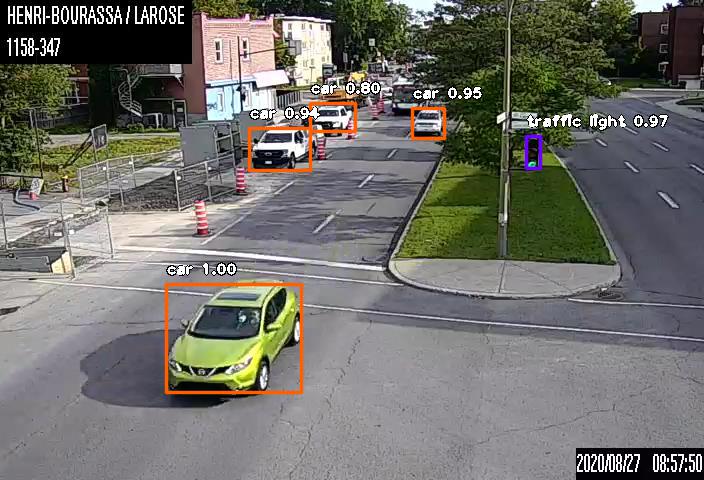 HENRI-BOURASSA / LAROSE
1158-347
car 0.80
car 0.95
car 0.94
traffic light 0.97
car 1.00
2020/08/27 08:57:50